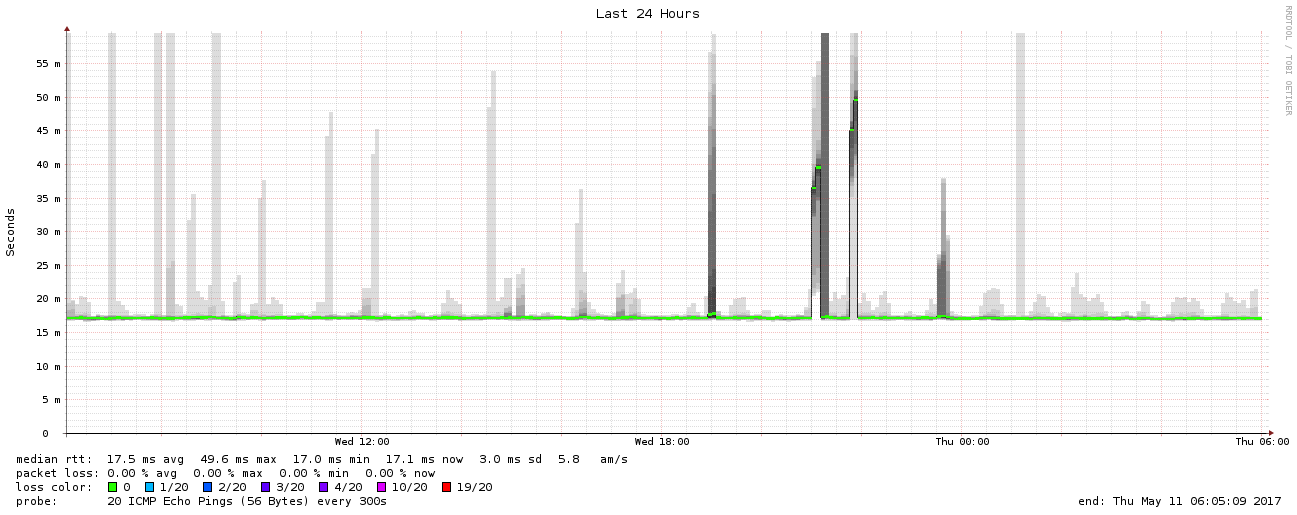 Last 24 Hours
RRDTOOL / TOBI OETIKER
Seconds
55 m
50 m
45 m
40 m
35 m
30 m
25 m
20 m
15 m
10 m
5 m
0
Wed 12:00 Wed 18:00 Thu 00:00 Thu 06:00
median rtt: 17.5 ms avg 49.6 ms max 17.0 ms min 17.1 ms now 3.0 ms sd 5.8 am/s
packet loss: 0.00 % avg 0.00 % max 0.00 % min 0.00 % now
loss color: 0 1/20 2/20 3/20 4/20 10/20 19/20
probe: 20 ICMP Echo Pings (56 Bytes) every 300s end: Thu May 11 06:05:09 2017